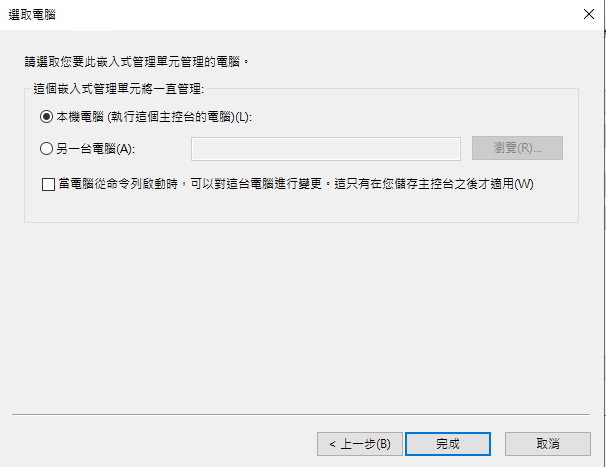 選取電腦
請選取您要此嵌入式管理單元管理的電腦。
這個嵌入式管理單元將一直管理:
本機電腦 (執行這個主控台的電腦)(L):
另一台電腦(A):
瀏覽(R)...
當電腦從命令列啟動時，可以對這台電腦進行變更。這只有在您儲存主控台之後才適用(W)
< 上一步(B)
完成
取消